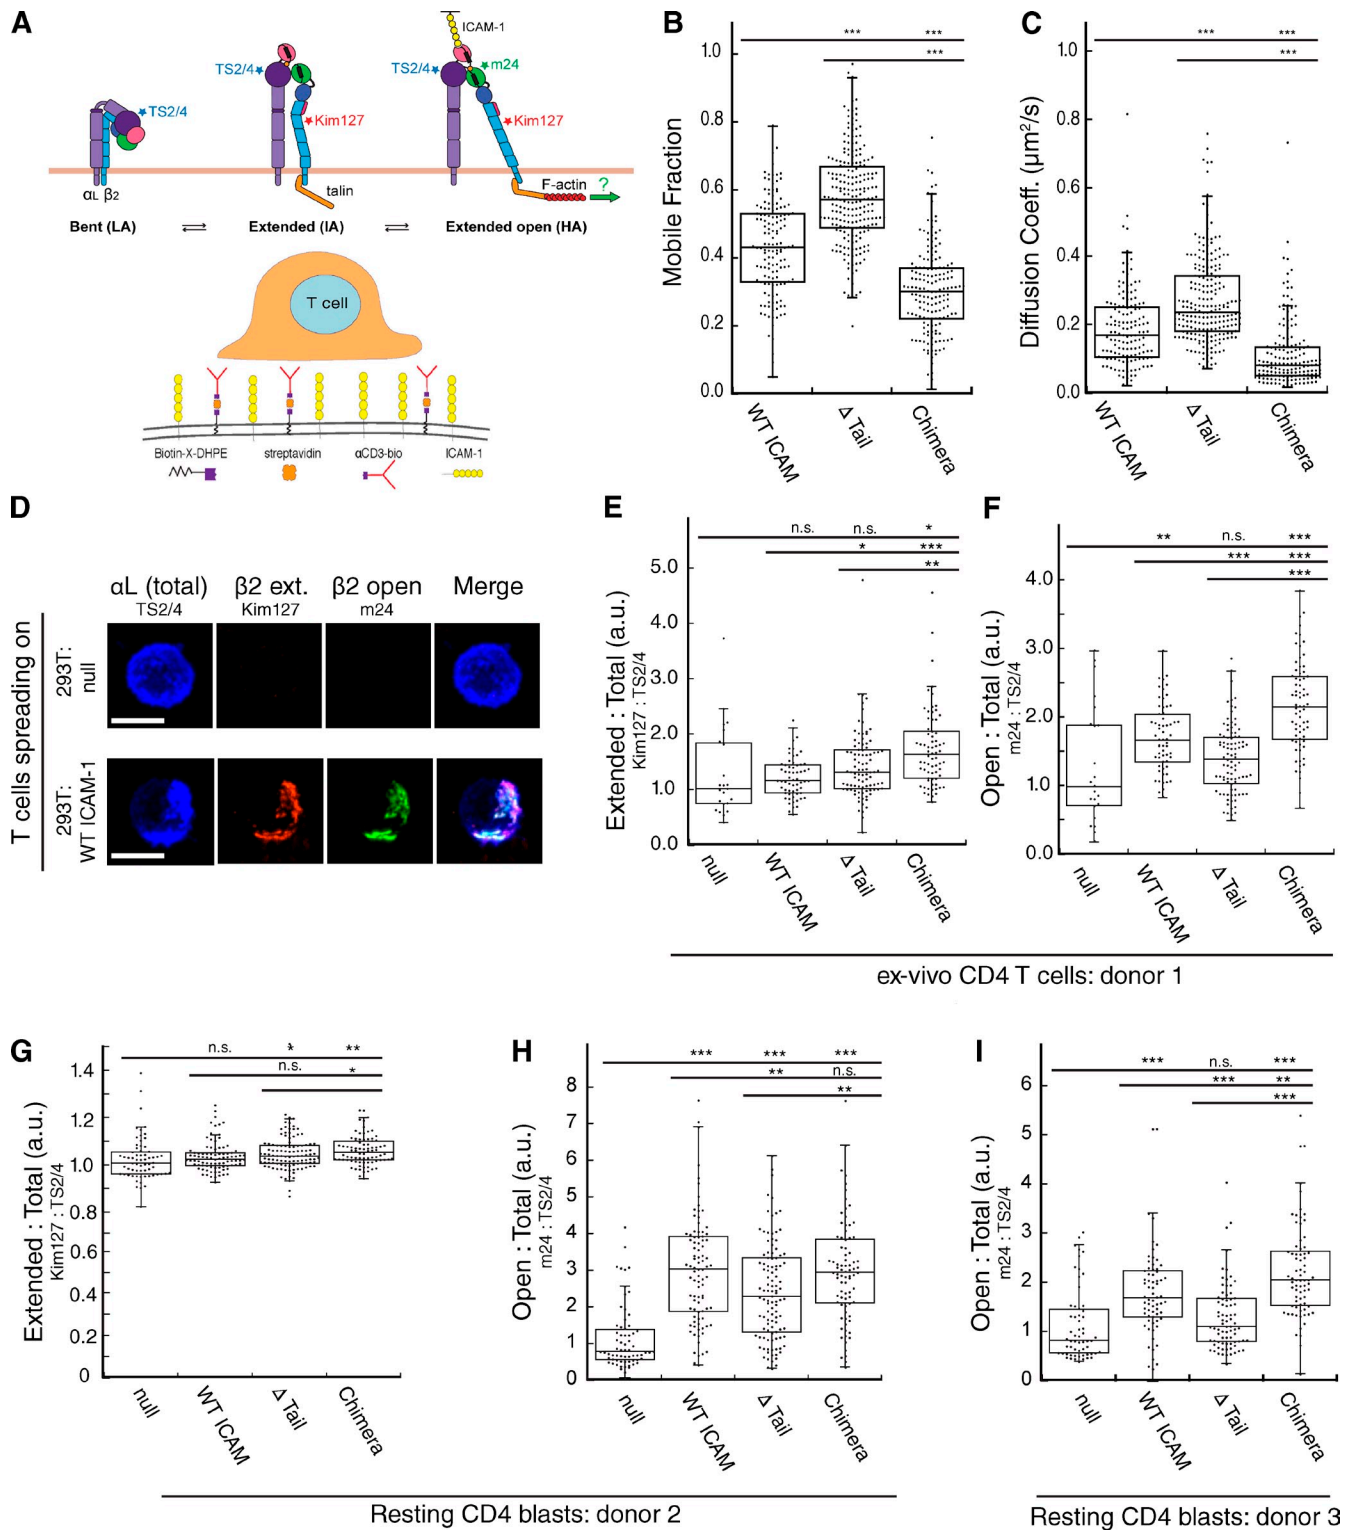 A
ICAM-1
TS2/4
TS2/4
m24
TS2/4
Kim127
Kim127
αL β2
talin
F-actin
?
Bent (LA)
Extended (IA)
Extended open (HA)
T cell
Biotin-X-DHPE
streptavidin
αCD3-bio
ICAM-1
B
***
***
***
Mobile Fraction
1.0
0.8
0.6
0.4
0.2
0.0
WT ICAM
Δ Tail
Chimera
C
***
***
***
Diffusion Coeff. (µm²/s)
1.0
0.8
0.6
0.4
0.2
0.0
WT ICAM
Δ Tail
Chimera
D
αL (total)
TS2/4
β2 ext.
Kim127
β2 open
m24
Merge
T cells spreading on
293T:
null
293T:
WT ICAM-1
E
n.s.
n.s.
*
*
***
**
Extended : Total (a.u.)
Kim127 : TS2/4
5.0
4.0
3.0
2.0
1.0
0.0
null
WT ICAM
Δ Tail
Chimera
F
**
n.s.
***
***
***
***
Open : Total (a.u.)
m24 : TS2/4
4.0
3.0
2.0
1.0
0.0
null
WT ICAM
Δ Tail
Chimera
ex-vivo CD4 T cells: donor 1
G
n.s.
*
**
n.s.
*
Extended : Total (a.u.)
Kim127 : TS2/4
1.4
1.2
1.0
0.8
0.6
0.4
0.2
0
null
WT ICAM
Δ Tail
Chimera
H
***
***
***
**
n.s.
**
Open : Total (a.u.)
m24 : TS2/4
8
7
6
5
4
3
2
1
0
null
WT ICAM
Δ Tail
Chimera
Resting CD4 blasts: donor 2
I
***
n.s.
***
***
**
***
Open : Total (a.u.)
m24 : TS2/4
6
5
4
3
2
1
0
null
WT ICAM
Δ Tail
Chimera
Resting CD4 blasts: donor 3